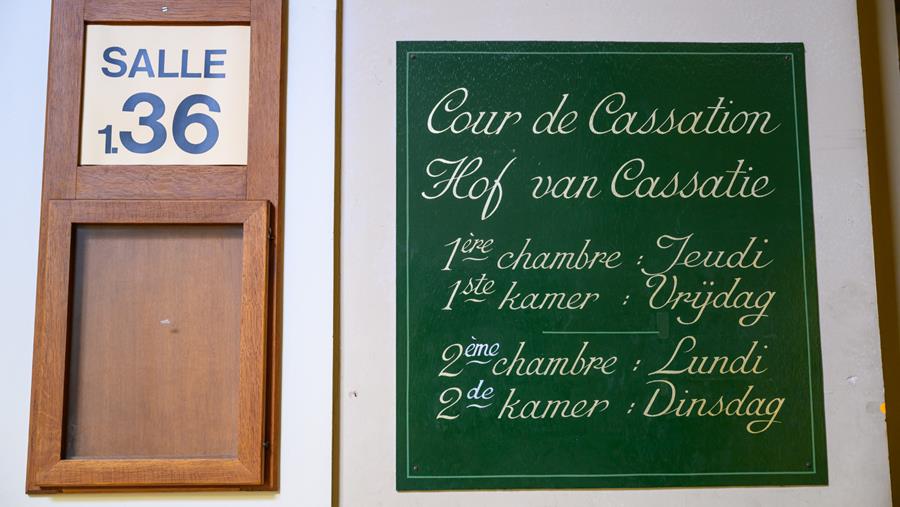 SALLE
1.36
Cour de Cassation
Hof van Cassatie
1ère chambre : Jeudi
1ste kamer : Vrijdag
2ème chambre : Lundi
2de kamer : Dinsdag